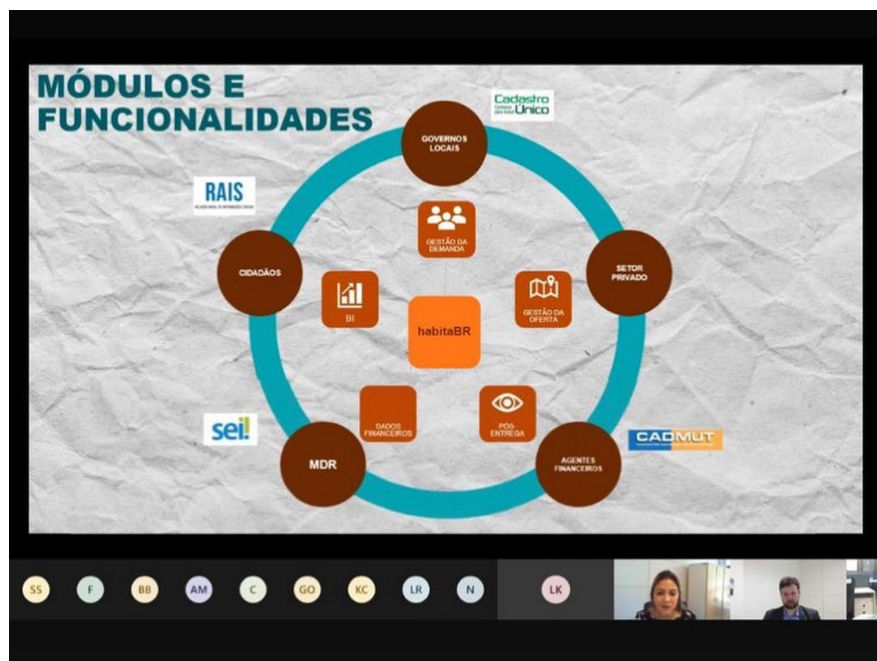 MÓDULOS E
FUNCIONALIDADES
Cadastro
Único
GOVERNOS
LOCAIS
RAIS
GESTÃO DA
DEMANDA
CIDADÃOS
SETOR
PRIVADO
BI
GESTÃO DA
OFERTA
habitaBR
DADOS
FINANCEIROS
PÓS-
ENTREGA
sei!
CADMUT
MDR
AGENTES
FINANCEIROS
SS
F
BB
AM
C
GO
KC
LR
N
LK